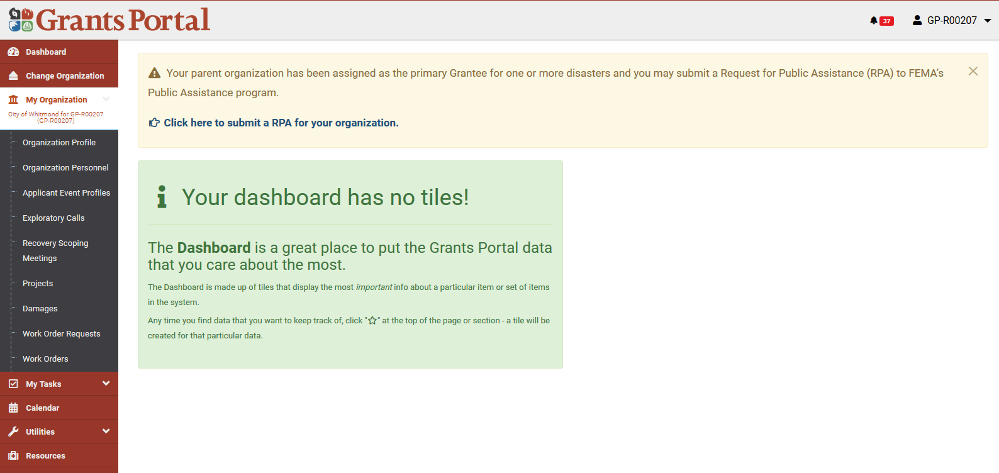 Grants Portal
37
GP-R00207
Dashboard
Change Organization
My Organization
City of Whitmond for GP-R00207
(GP-R00207)
Organization Profile
Organization Personnel
Applicant Event Profiles
Exploratory Calls
Recovery Scoping
Meetings
Projects
Damages
Work Order Requests
Work Orders
My Tasks
Calendar
Utilities
Resources
Your parent organization has been assigned as the primary Grantee for one or more disasters and you may submit a Request for Public Assistance (RPA) to FEMA’s
Public Assistance program.
Click here to submit a RPA for your organization.
Your dashboard has no tiles!
The Dashboard is a great place to put the Grants Portal data
that you care about the most.
The Dashboard is made up of tiles that display the most important info about a particular item or set of items
in the system.
Any time you find data that you want to keep track of, click "☆" at the top of the page or section - a tile will be
created for that particular data.